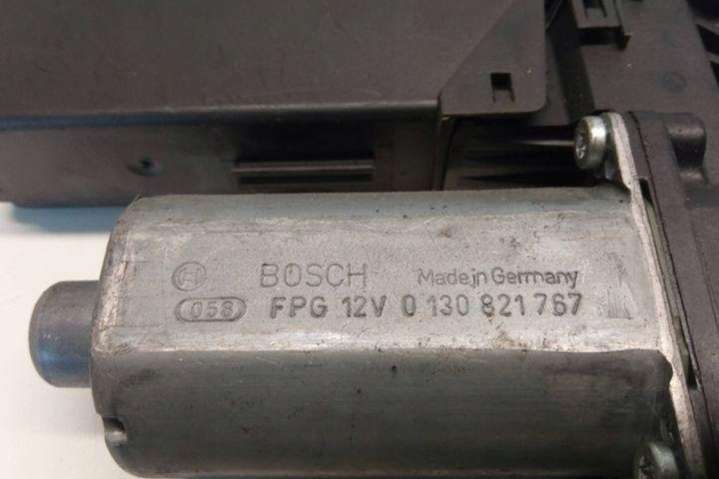 BOSCH Made in Germany
058 FPG 12V 0 130 821 767